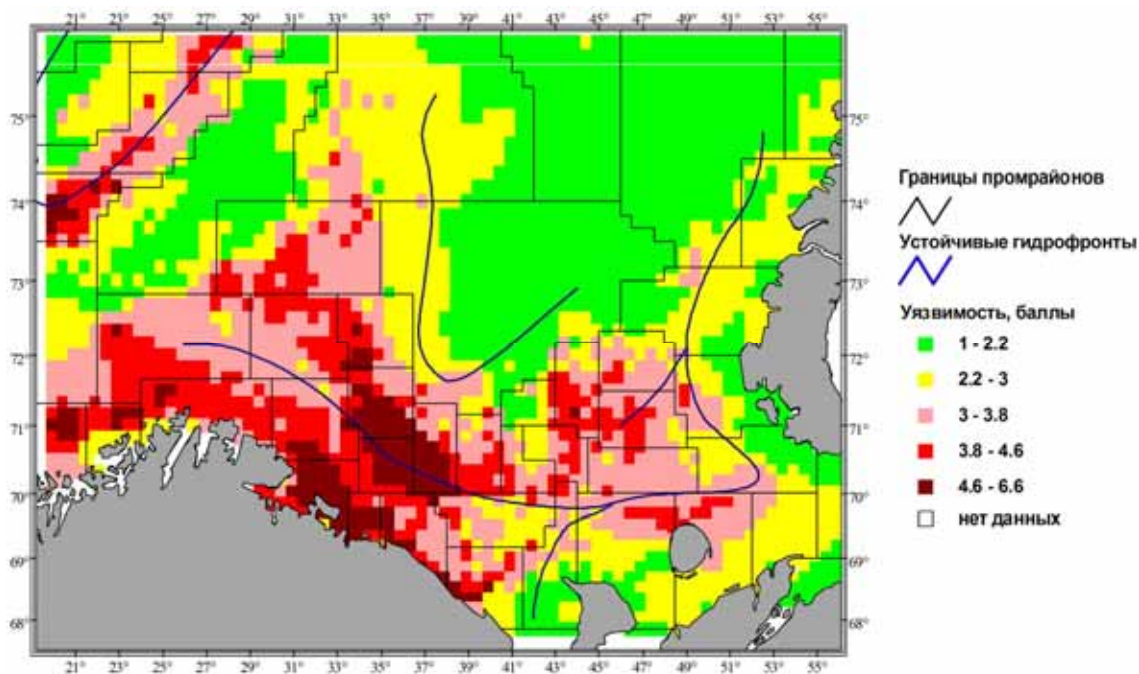 21° 23° 25° 27° 29° 31° 33° 35° 37° 39° 41° 43° 45° 47° 49° 51° 53° 55°
75° 75°
74° 74°
73° 73°
72° 72°
71° 71°
70° 70°
69° 69°
68° 68°
21° 23° 25° 27° 29° 31° 33° 35° 37° 39° 41° 43° 45° 47° 49° 51° 53° 55°
Границы промрайонов
Устойчивые гидрофронты
Уязвимость, баллы
1 - 2.2
2.2 - 3
3 - 3.8
3.8 - 4.6
4.6 - 6.6
нет данных